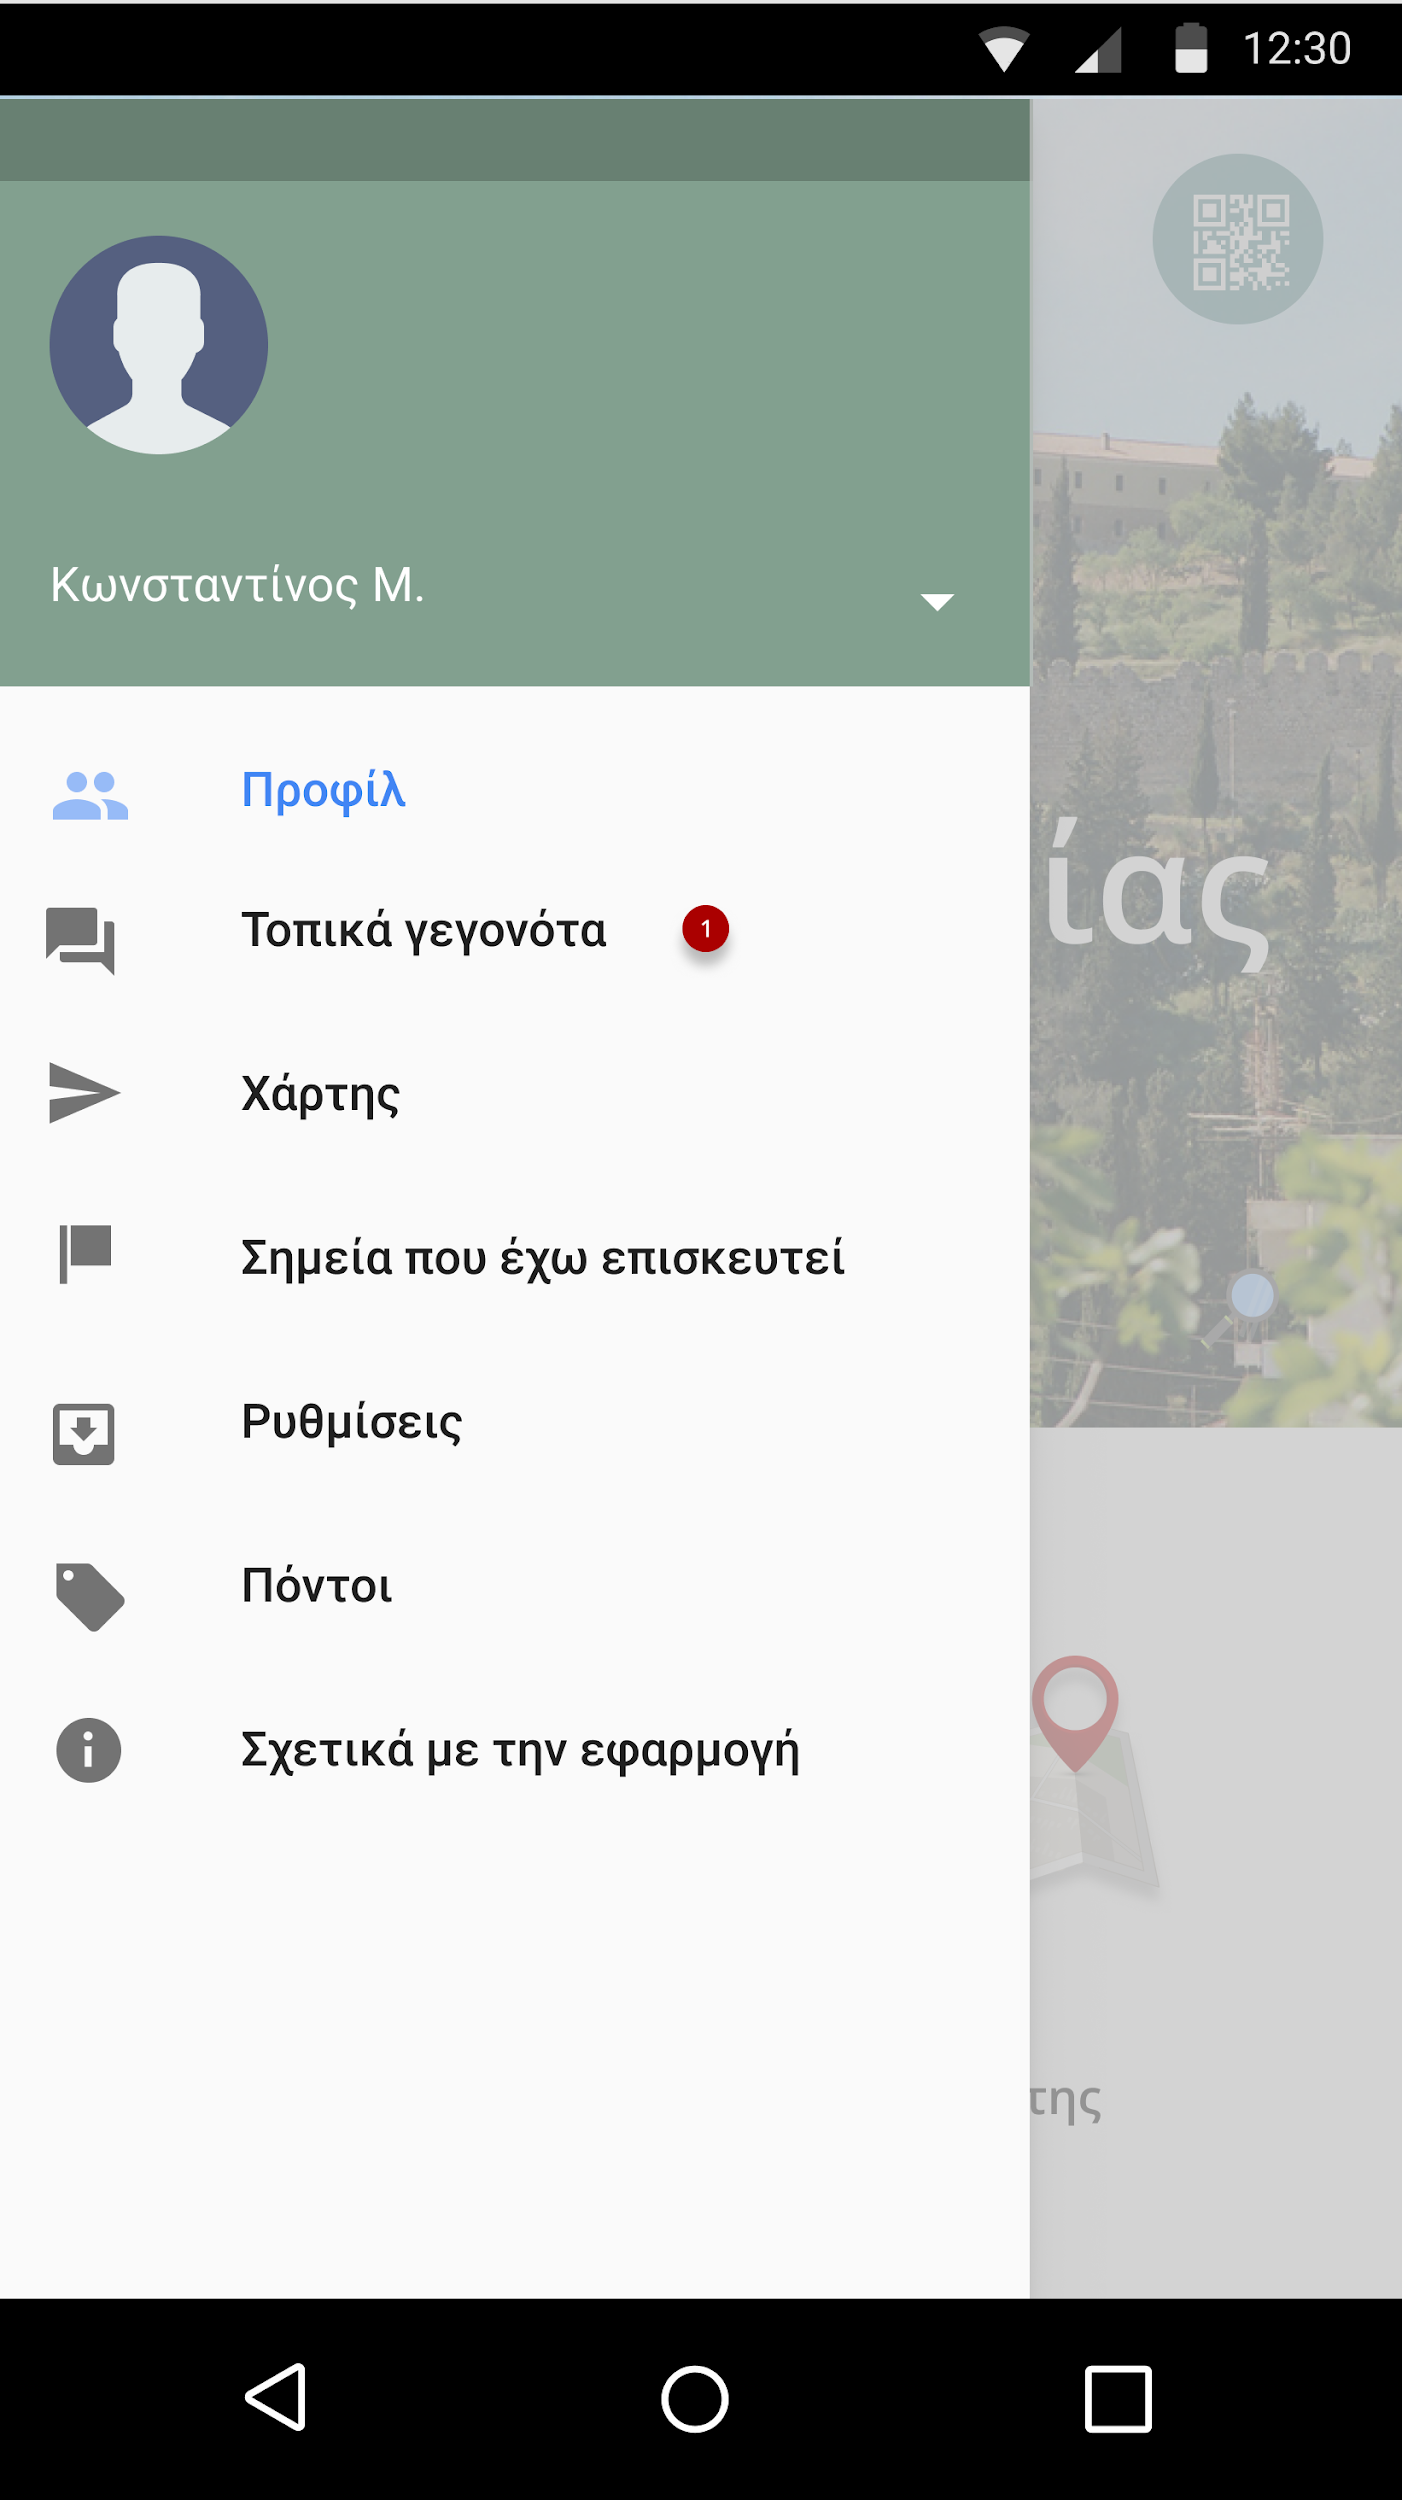 12:30
Κωνσταντίνος Μ.
Προφίλ
Τοπικά γεγονότα 1
Χάρτης
Σημεία που έχω επισκευτεί
Ρυθμίσεις
Πόντοι
Σχετικά με την εφαρμογή
ίας
της